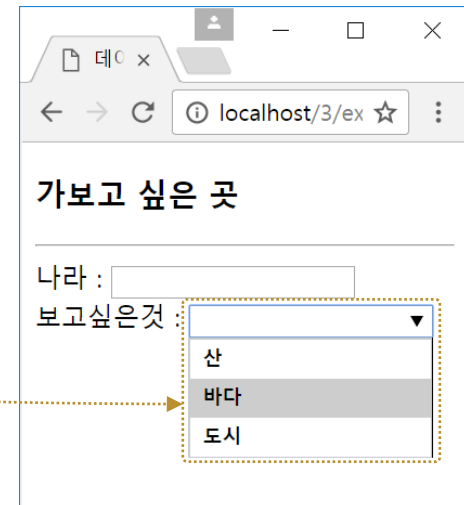 데이
localhost/3/ex
가보고 싶은 곳
나라 :
보고싶은것 :
산
바다
도시